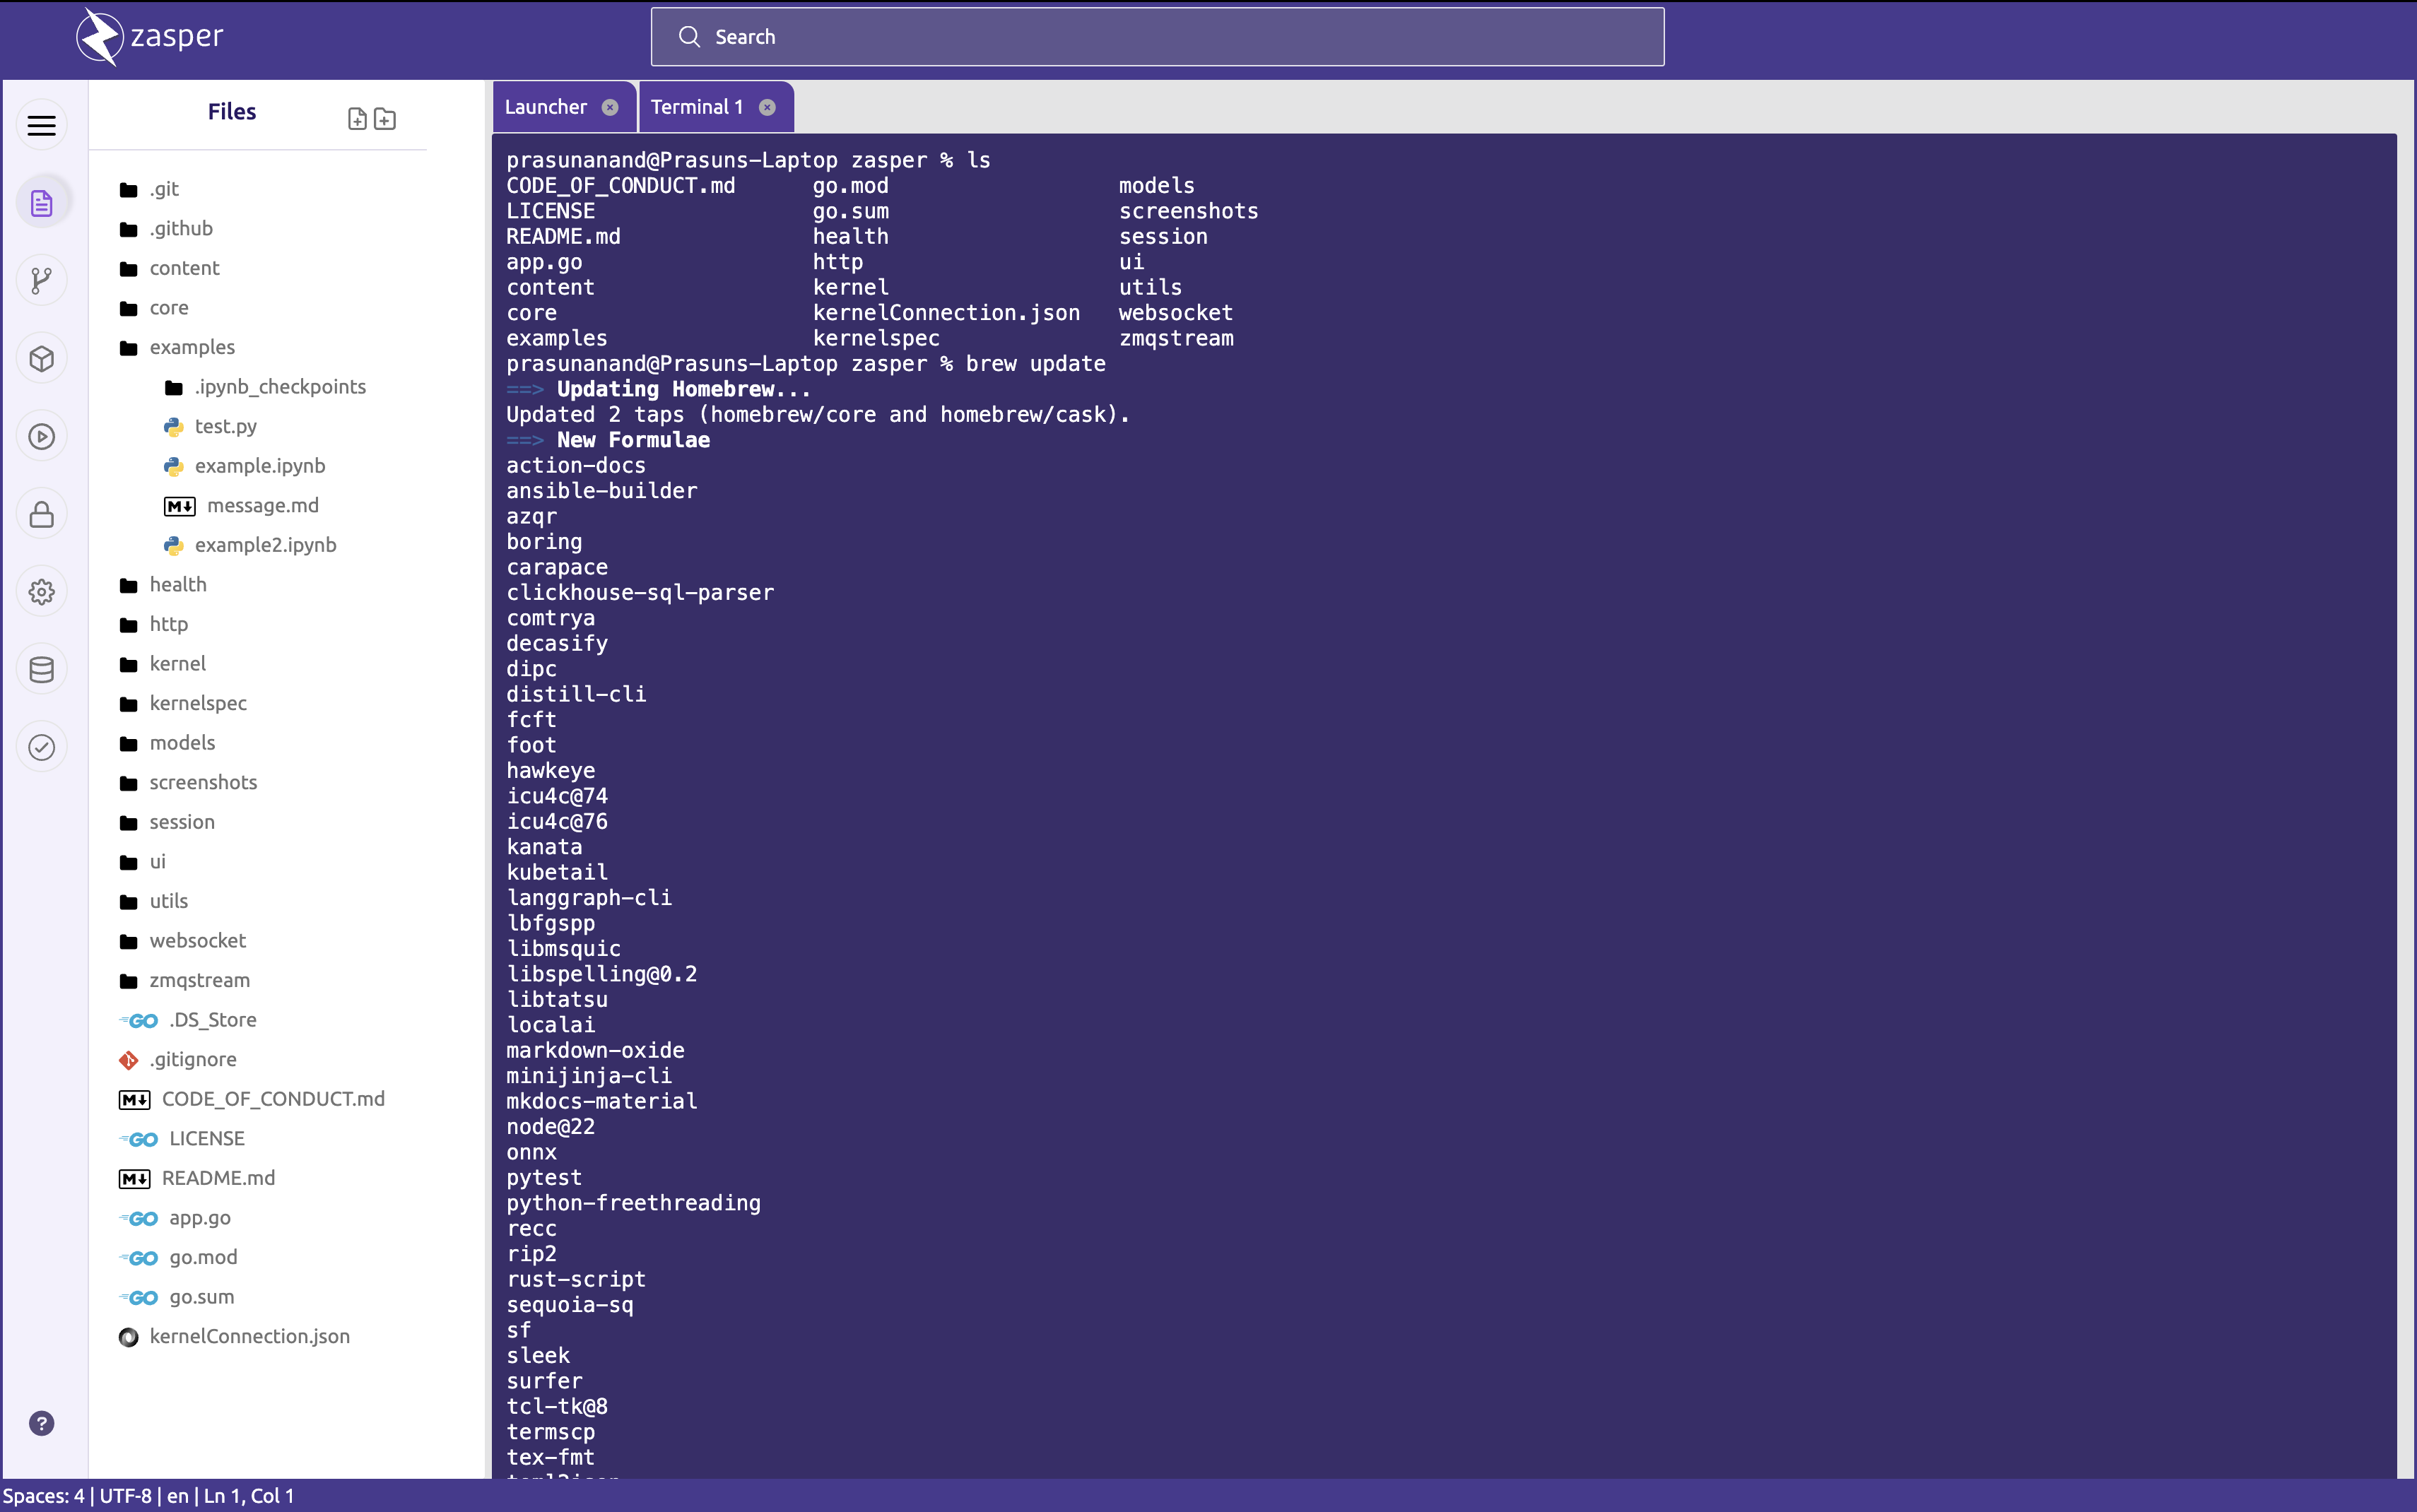 zasper
Search
Files
.git
.github
content
core
examples
.ipynb_checkpoints
test.py
example.ipynb
message.md
example2.ipynb
health
http
kernel
kernelspec
models
screenshots
session
ui
utils
websocket
zmqstream
.DS_Store
.gitignore
CODE_OF_CONDUCT.md
LICENSE
README.md
app.go
go.mod
go.sum
kernelConnection.json
Launcher Terminal 1
prasunanand@Prasuns-Laptop zasper % ls
CODE_OF_CONDUCT.md go.mod models
LICENSE go.sum screenshots
README.md health session
app.go http ui
content kernel utils
core kernelConnection.json websocket
examples kernelspec zmqstream
prasunanand@Prasuns-Laptop zasper % brew update
==> Updating Homebrew...
Updated 2 taps (homebrew/core and homebrew/cask).
==> New Formulae
action-docs
ansible-builder
azqr
boring
carapace
clickhouse-sql-parser
comtrya
decasify
dipc
distill-cli
fcft
foot
hawkeye
icu4c@74
icu4c@76
kanata
kubetail
langgraph-cli
lbfgspp
libmsquic
libspelling@0.2
libtatsu
localai
markdown-oxide
minijinja-cli
mkdocs-material
node@22
onnx
pytest
python-freethreading
recc
rip2
rust-script
sequoia-sq
sf
sleek
surfer
tcl-tk@8
termscp
tex-fmt
Spaces: 4 | UTF-8 | en | Ln 1, Col 1